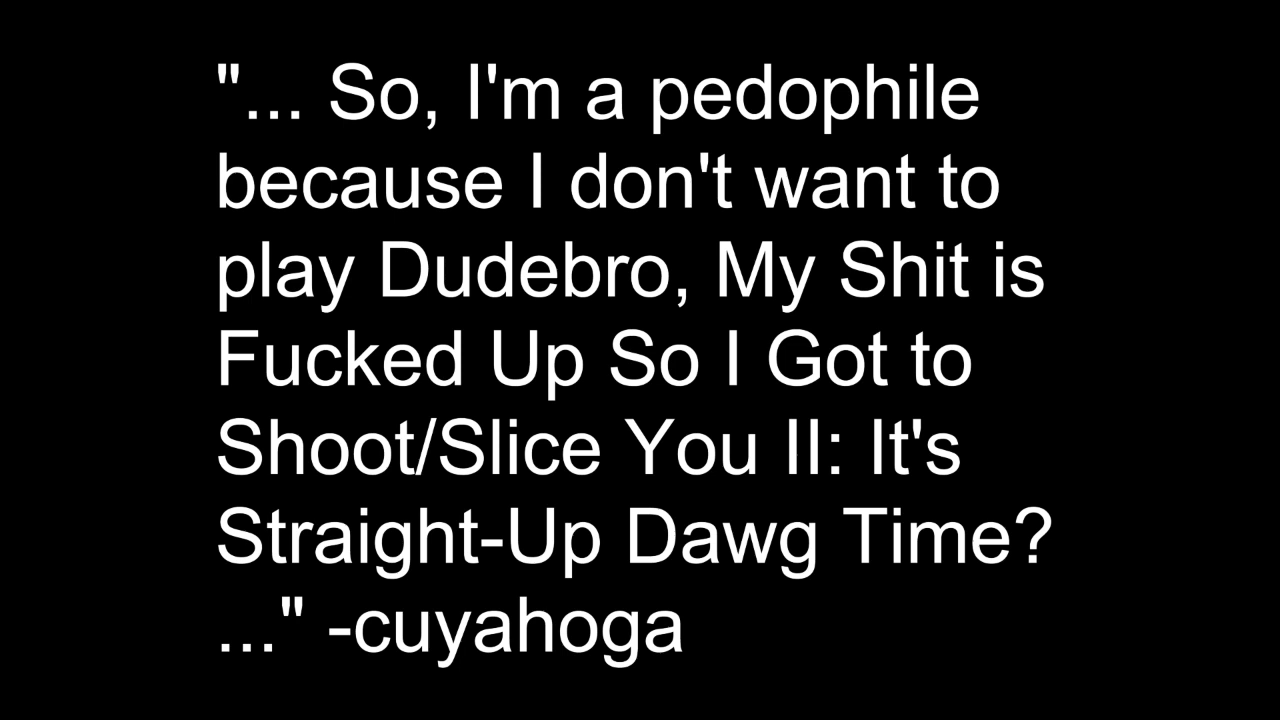 "... So, I'm a pedophile
because I don't want to
play Dudebro, My Shit is
Fucked Up So I Got to
Shoot/Slice You II: It's
Straight-Up Dawg Time?
..." -cuyahoga